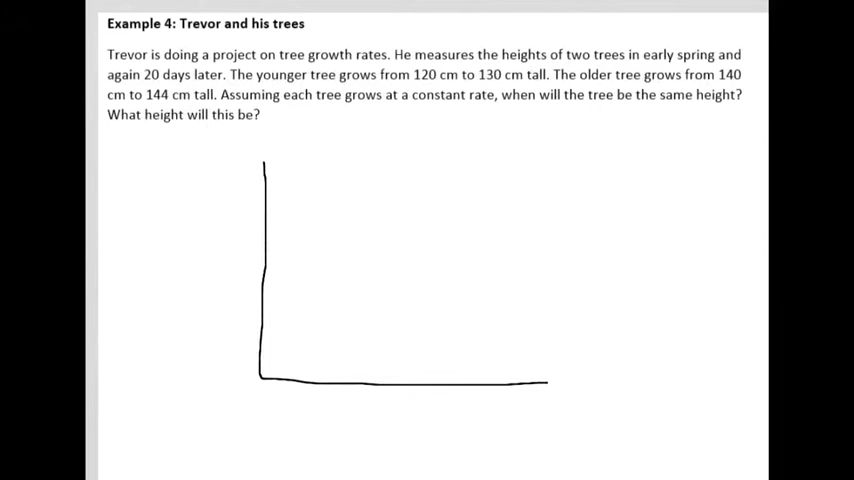 Example 4: Trevor and his trees
Trevor is doing a project on tree growth rates. He measures the heights of two trees in early spring and
again 20 days later. The younger tree grows from 120 cm to 130 cm tall. The older tree grows from 140
cm to 144 cm tall. Assuming each tree grows at a constant rate, when will the tree be the same height?
What height will this be?